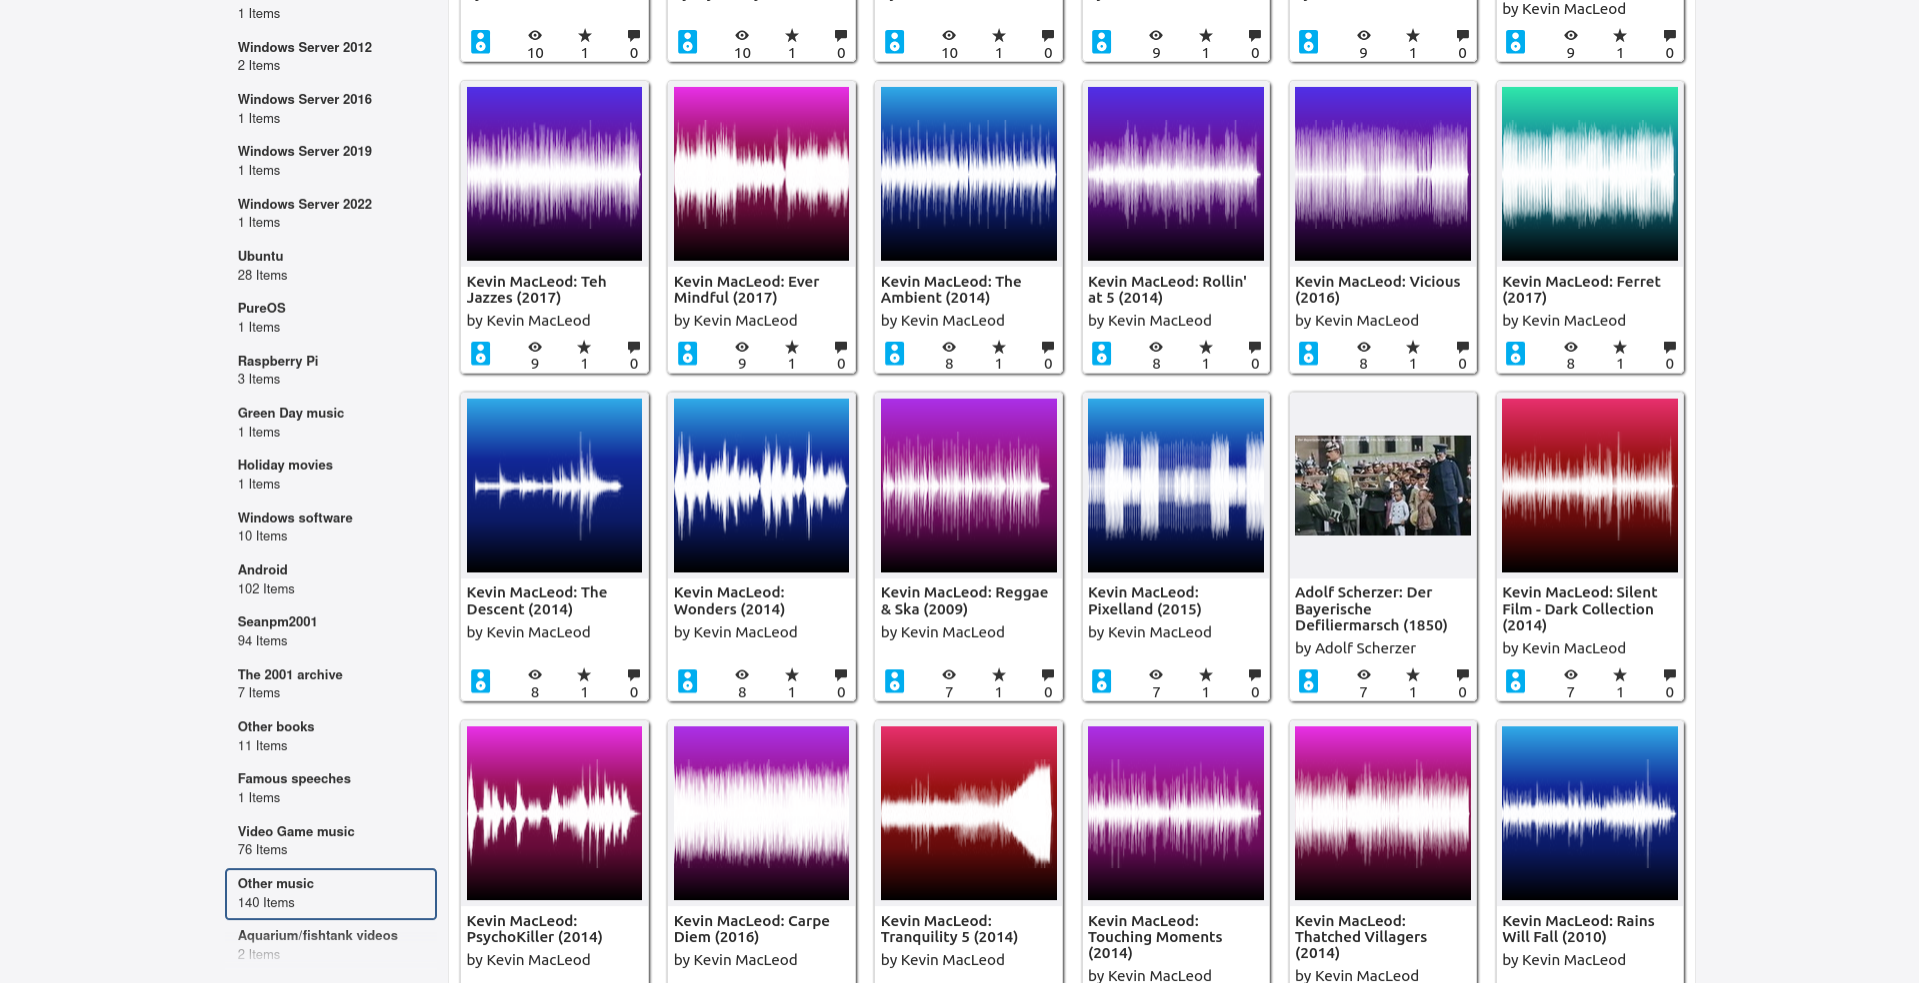 1 Items
Windows Server 2012
2 Items
Windows Server 2016
1 Items
Windows Server 2019
1 Items
Windows Server 2022
1 Items
Ubuntu
28 Items
PureOS
1 Items
Raspberry Pi
3 Items
Green Day music
1 Items
Holiday movies
1 Items
Windows software
10 Items
Android
102 Items
Seanpm2001
94 Items
The 2001 archive
7 Items
Other books
11 Items
Famous speeches
1 Items
Video Game music
76 Items
Other music
140 Items
Aquarium/fishtank videos
2 Items
by Kevin MacLeod
10 1 0
10 1 0
10 1 0
9 1 0
9 1 0
9 1 0
Kevin MacLeod: Teh
Jazzes (2017)
by Kevin MacLeod
9 1 0
Kevin MacLeod: Ever
Mindful (2017)
by Kevin MacLeod
9 1 0
Kevin MacLeod: The
Ambient (2014)
by Kevin MacLeod
8 1 0
Kevin MacLeod: Rollin'
at 5 (2014)
by Kevin MacLeod
8 1 0
Kevin MacLeod: Vicious
(2016)
by Kevin MacLeod
8 1 0
Kevin MacLeod: Ferret
(2017)
by Kevin MacLeod
8 1 0
Kevin MacLeod: The
Descent (2014)
by Kevin MacLeod
8 1 0
Kevin MacLeod:
Wonders (2014)
by Kevin MacLeod
8 1 0
Kevin MacLeod: Reggae
& Ska (2009)
by Kevin MacLeod
7 1 0
Kevin MacLeod:
Pixelland (2015)
by Kevin MacLeod
7 1 0
Adolf Scherzer: Der
Bayerische
Defiliermarsch (1850)
by Adolf Scherzer
7 1 0
Kevin MacLeod: Silent
Film - Dark Collection
(2014)
by Kevin MacLeod
7 1 0
Kevin MacLeod:
PsychoKiller (2014)
by Kevin MacLeod
Kevin MacLeod: Carpe
Diem (2016)
by Kevin MacLeod
Kevin MacLeod:
Tranquility 5 (2014)
by Kevin MacLeod
Kevin MacLeod:
Touching Moments
(2014)
by Kevin MacLeod
Kevin MacLeod:
Thatched Villagers
(2014)
by Kevin MacLeod
Kevin MacLeod: Rains
Will Fall (2010)
by Kevin MacLeod